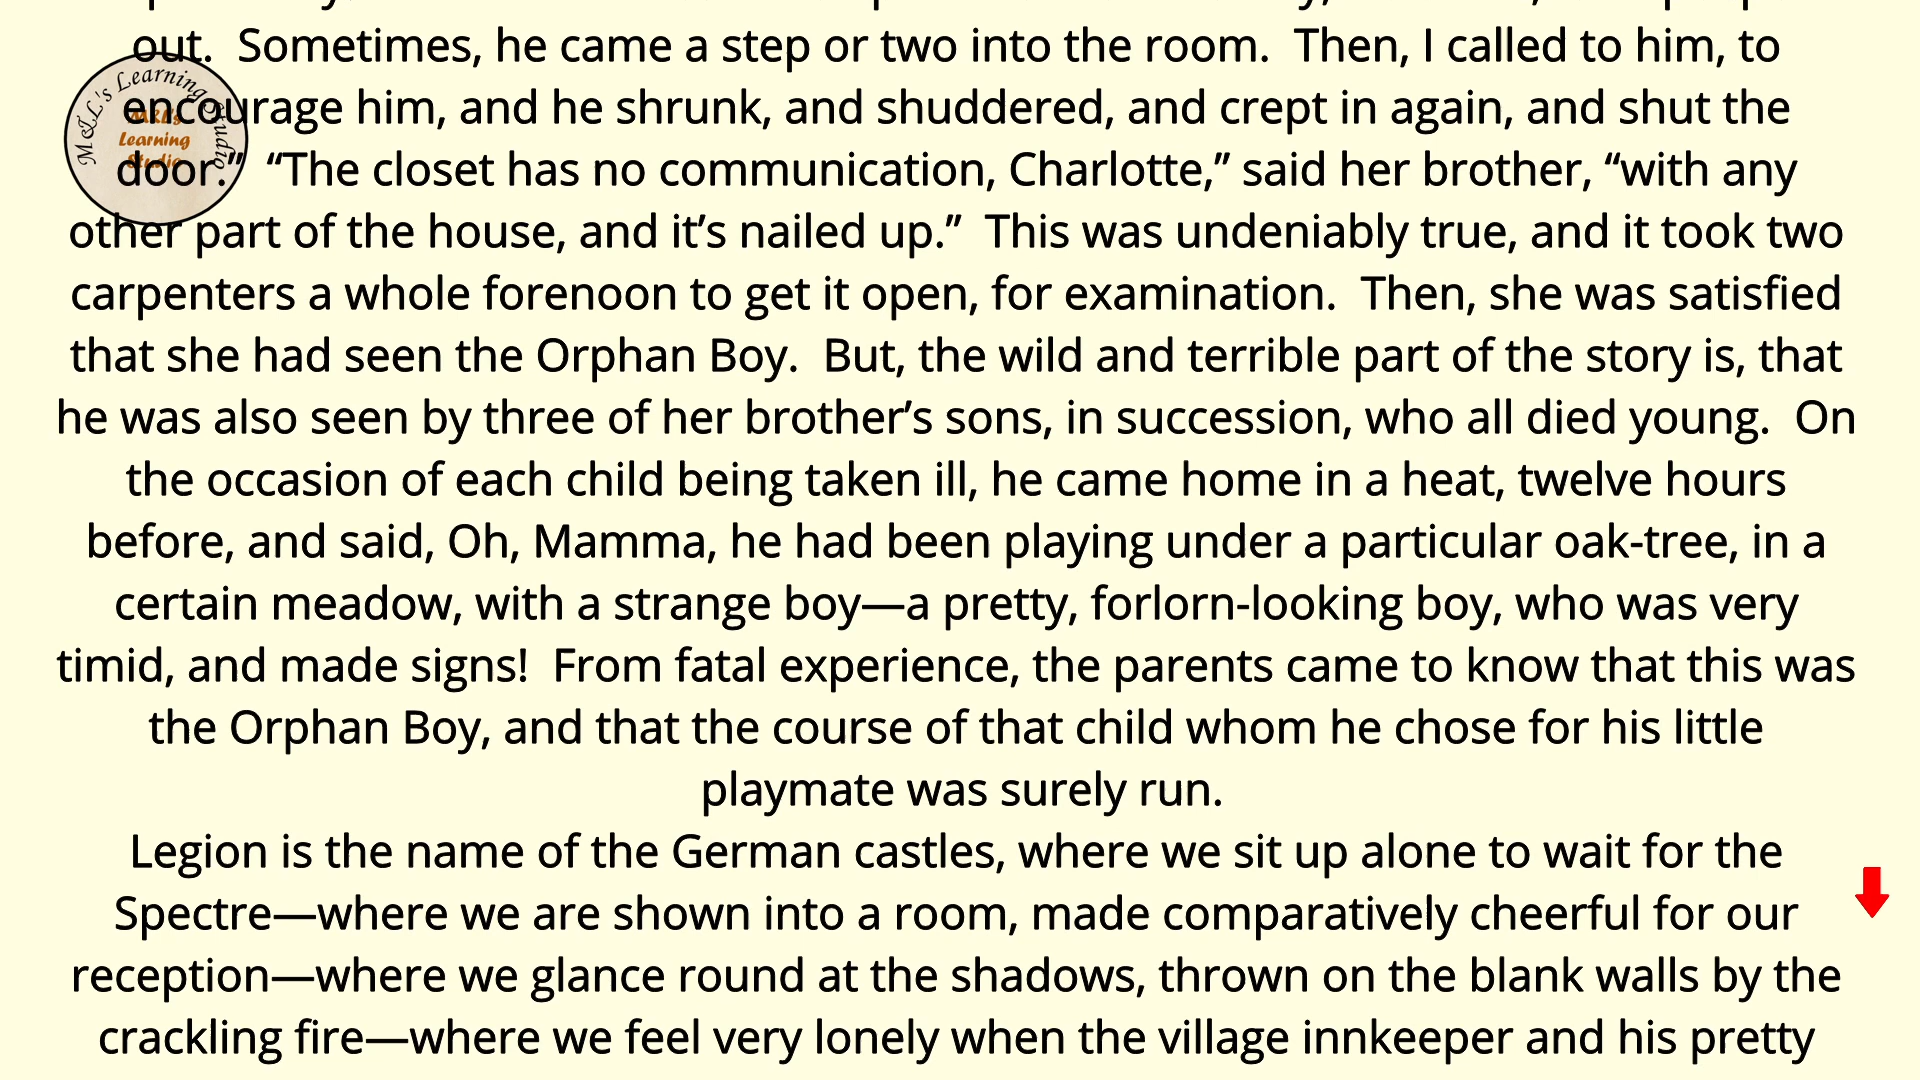 out.  Sometimes, he came a step or two into the room.  Then, I called to him, to
encourage him, and he shrunk, and shuddered, and crept in again, and shut the
door.”  “The closet has no communication, Charlotte,” said her brother, “with any
other part of the house, and it’s nailed up.”  This was undeniably true, and it took two
carpenters a whole forenoon to get it open, for examination.  Then, she was satisfied
that she had seen the Orphan Boy.  But, the wild and terrible part of the story is, that
he was also seen by three of her brother’s sons, in succession, who all died young.  On
the occasion of each child being taken ill, he came home in a heat, twelve hours
before, and said, Oh, Mamma, he had been playing under a particular oak-tree, in a
certain meadow, with a strange boy—a pretty, forlorn-looking boy, who was very
timid, and made signs!  From fatal experience, the parents came to know that this was
the Orphan Boy, and that the course of that child whom he chose for his little
playmate was surely run.
Legion is the name of the German castles, where we sit up alone to wait for the
Spectre—where we are shown into a room, made comparatively cheerful for our
reception—where we glance round at the shadows, thrown on the blank walls by the
crackling fire—where we feel very lonely when the village innkeeper and his pretty
M&L's Learning Studio
Learning
Studio